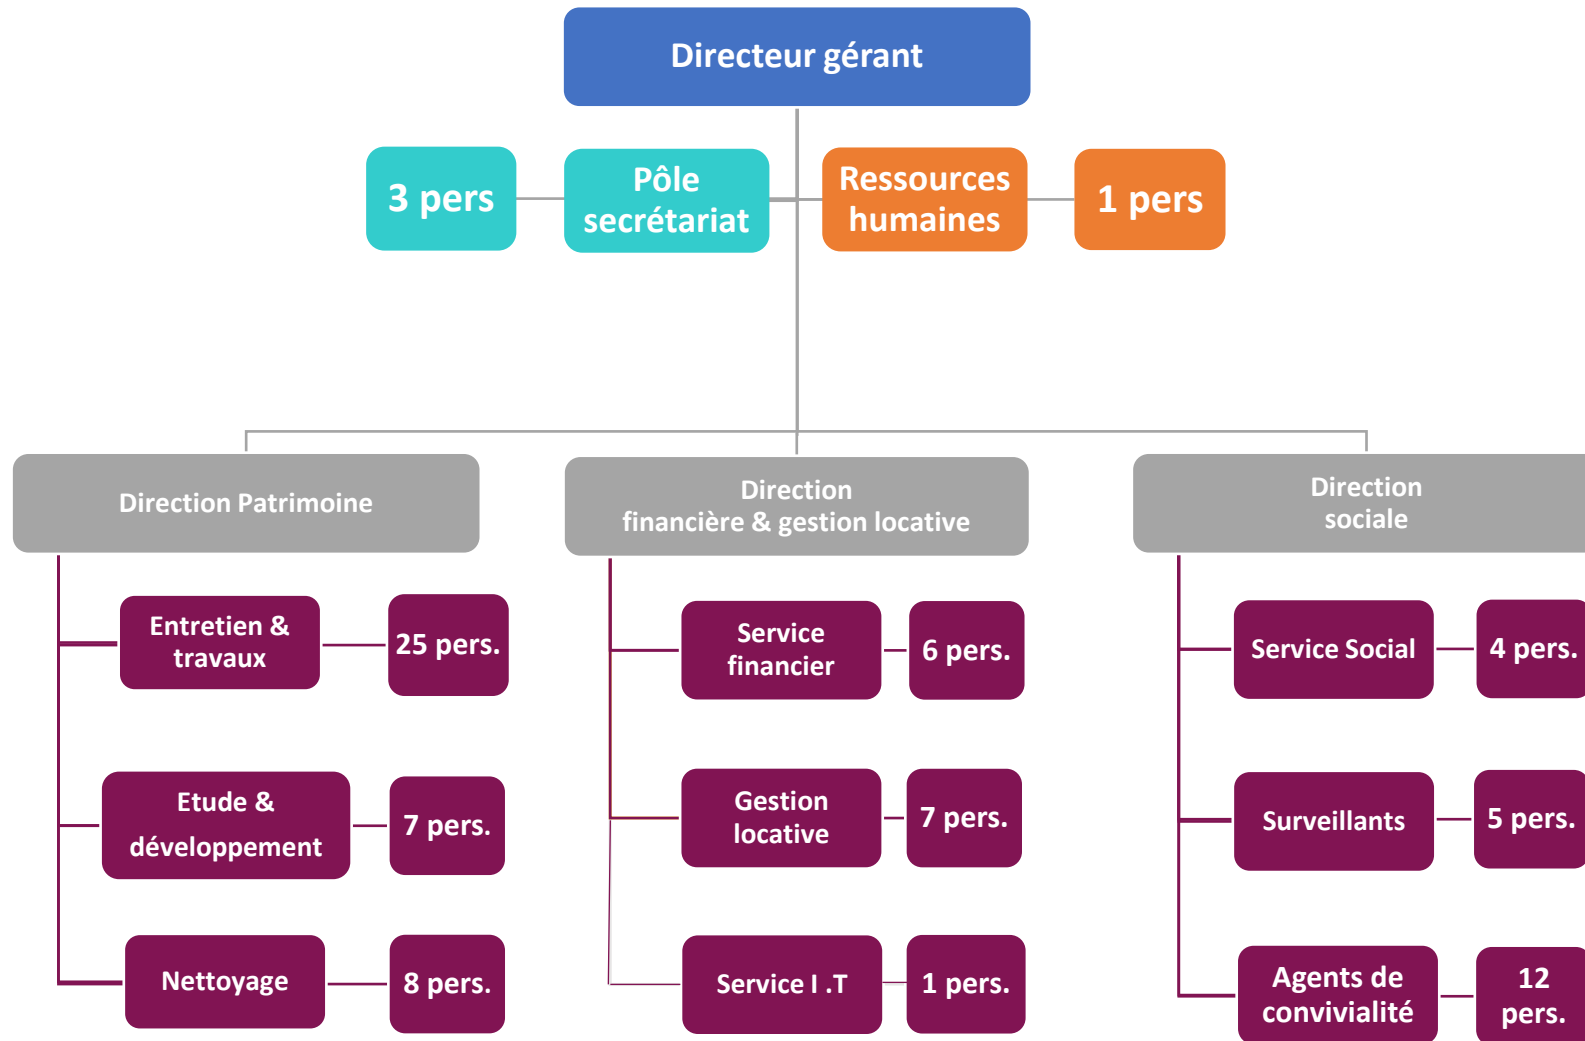 Directeur gérant
3 pers
Pôle
secrétariat
Ressources
humaines
1 pers
Direction Patrimoine
Direction
financière & gestion locative
Direction
sociale
Entretien &
travaux
25 pers.
Service
financier
6 pers.
Service Social
4 pers.
Etude &
développement
7 pers.
Gestion
locative
7 pers.
Surveillants
5 pers.
Nettoyage
8 pers.
Service I .T
1 pers.
Agents de
convivialité
12
pers.